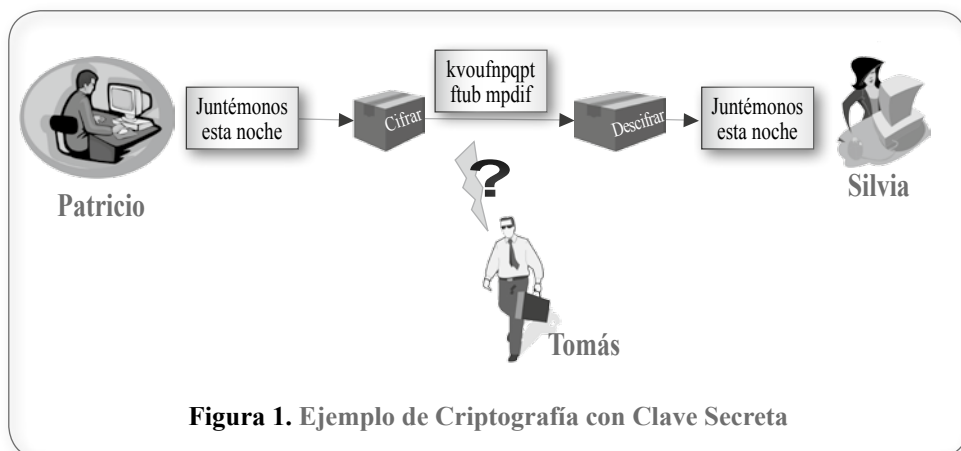 Juntémonos
esta noche
Cifrar
kvoufnpqpt
ftub mpdif
Descifrar
Juntémonos
esta noche
Patricio
Silvia
?
Tomás
Figura 1. Ejemplo de Criptografía con Clave Secreta